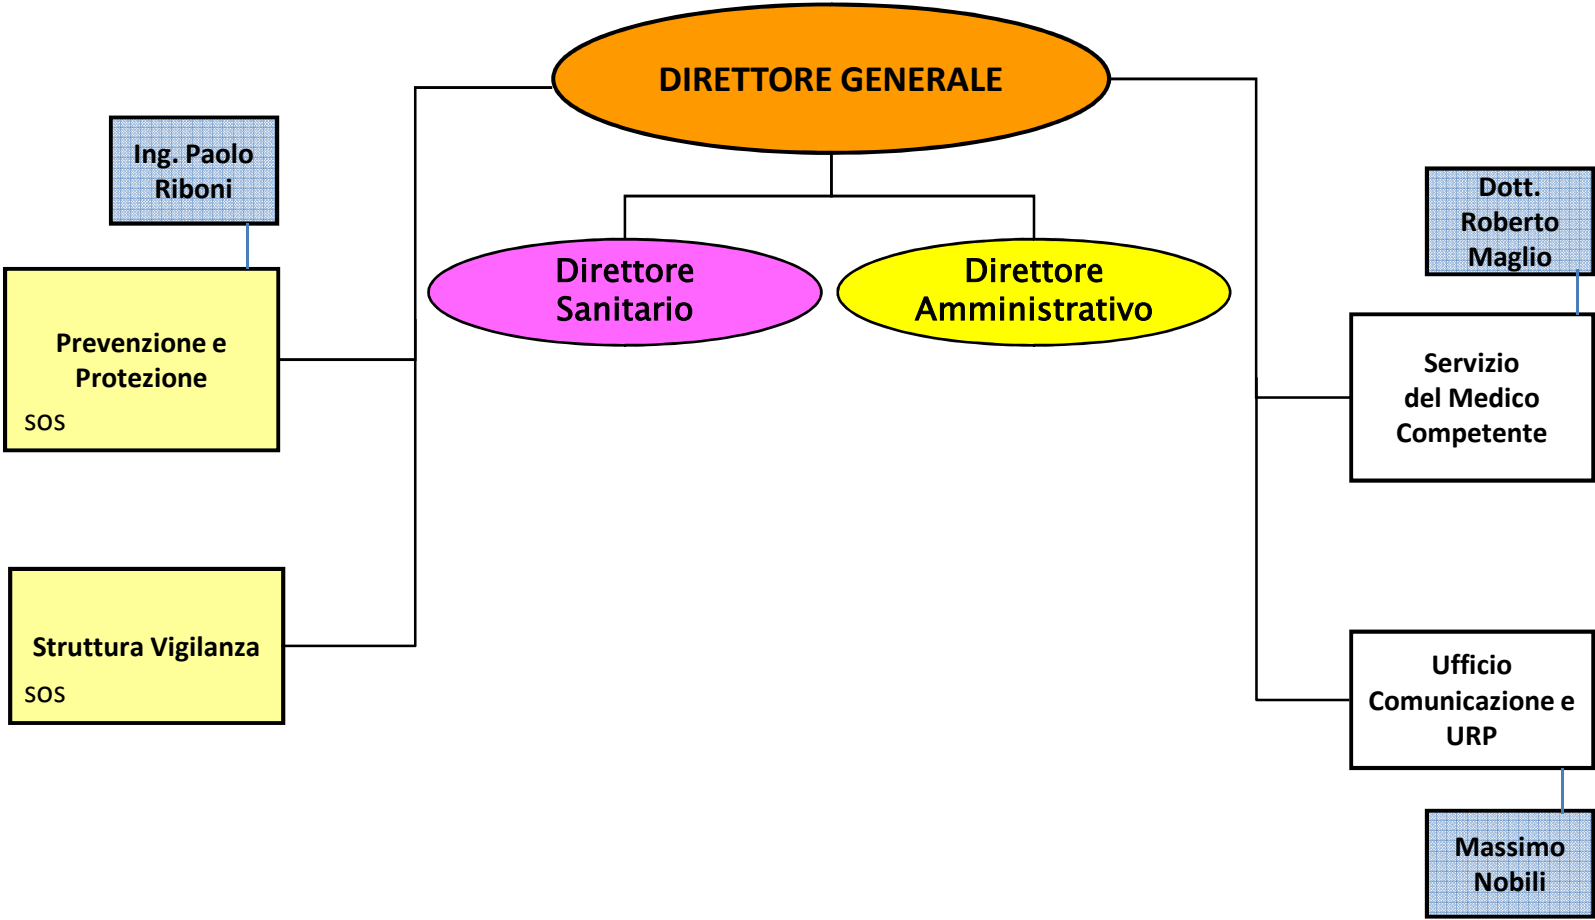 DIRETTORE GENERALE
Ing. Paolo
Riboni
Dott.
Roberto
Maglio
Direttore
Sanitario
Direttore
Amministrativo
Prevenzione e
Protezione
SOS
Servizio
del Medico
Competente
Struttura Vigilanza
SOS
Ufficio
Comunicazione e
URP
Massimo
Nobili